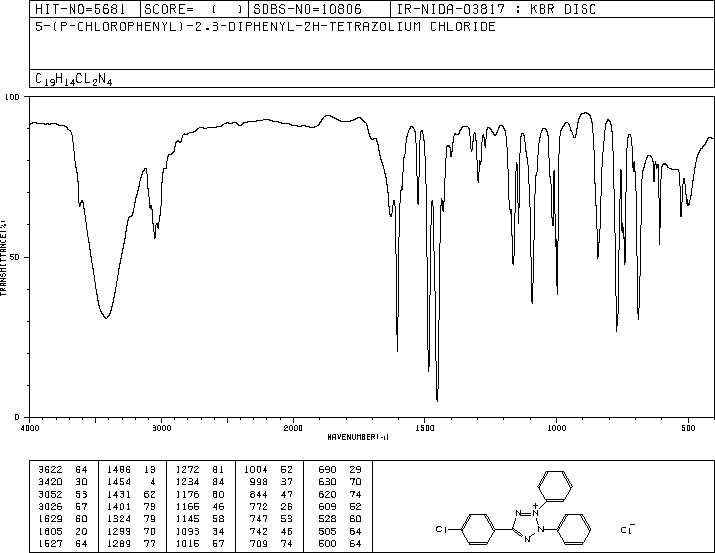 HIT-NO=5681 SCORE= ( ) SDBS-NO=10806 IR-NIDA-03817 : KBR DISC
5-(P-CHLOROPHENYL)-2,3-DIPHENYL-2H-TETRAZOLIUM CHLORIDE
C19H14CL2N4
100
50
0
TRANSMITTANCE(%)
4000 3000 2000 1500 1000 500
WAVENUMBER(-1)
3622 64 1486 13 1272 81 1004 52 690 29
3420 30 1454 4 1234 84 998 37 630 70
3052 53 1431 62 1176 60 844 47 620 74
3026 57 1401 79 1166 46 772 26 609 52
1629 60 1324 79 1145 58 747 53 528 60
1605 20 1299 70 1093 34 742 46 505 64
1527 64 1289 77 1015 57 709 74 500 64
N N+
Cl N N Cl−